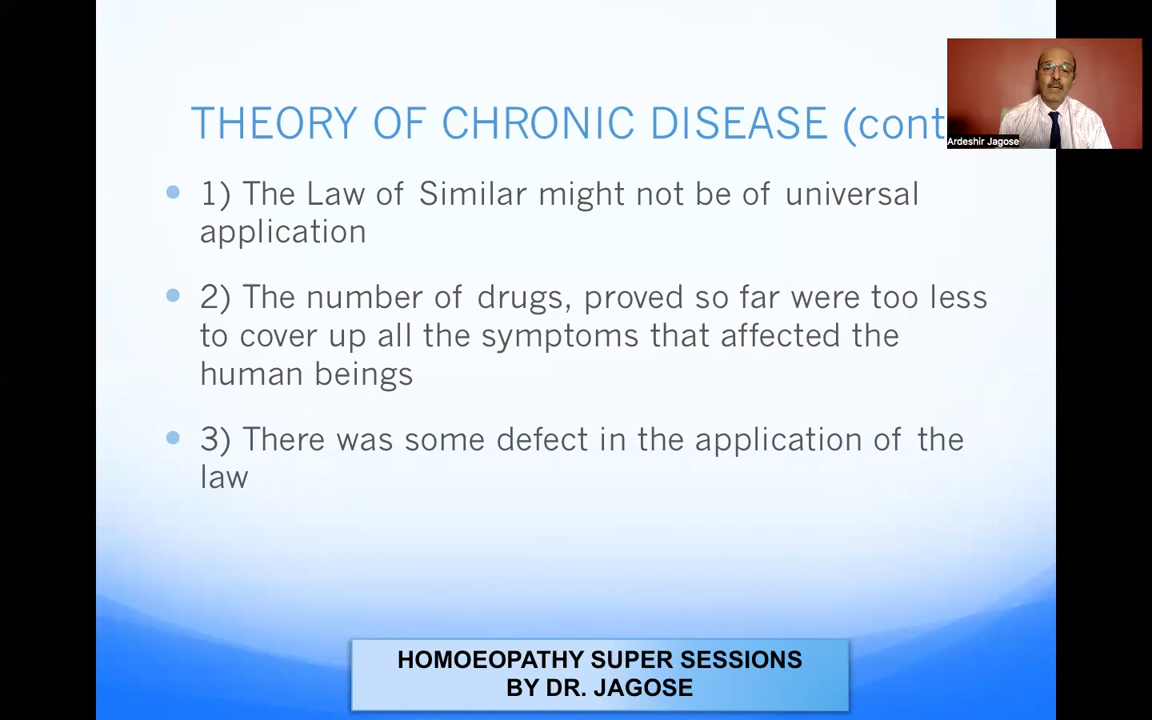 THEORY OF CHRONIC DISEASE (cont
Ardeshir Jagose
1) The Law of Similar might not be of universal
application
2) The number of drugs, proved so far were too less
to cover up all the symptoms that affected the
human beings
3) There was some defect in the application of the
law
HOMOEOPATHY SUPER SESSIONS
BY DR. JAGOSE